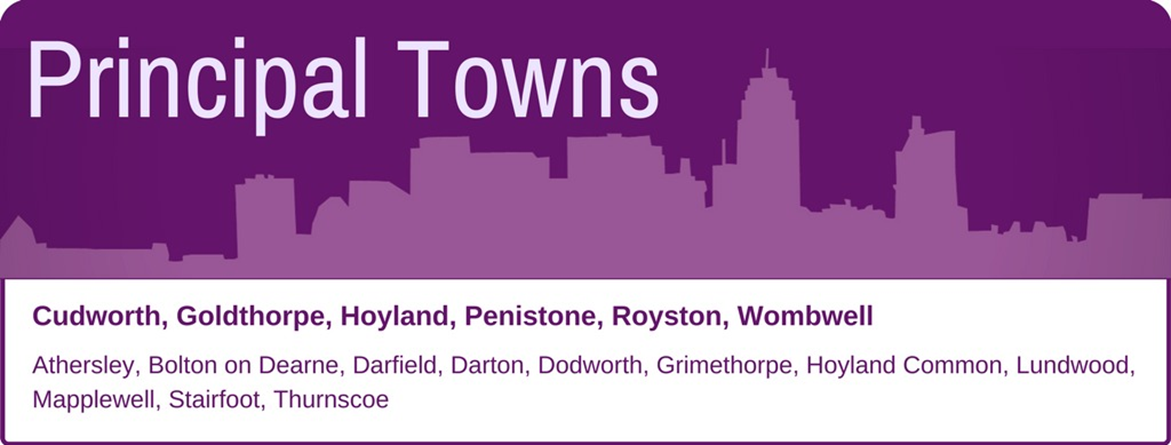 Principal Towns
Cudworth, Goldthorpe, Hoyland, Penistone, Royston, Wombwell
Athersley, Bolton on Dearne, Darfield, Darton, Dodworth, Grimethorpe, Hoyland Common, Lundwood,
Mapplewell, Stairfoot, Thurnscoe